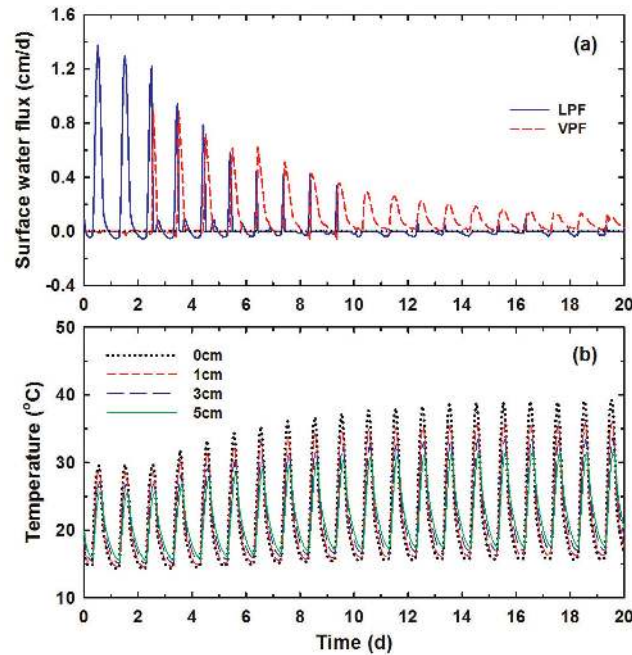 (a)
Surface water flux (cm/d)
1.6
1.2
0.8
0.4
0.0
-0.4
LPF
VPF
0 2 4 6 8 10 12 14 16 18 20
(b)
Temperature (°C)
50
40
30
20
10
0cm
1cm
3cm
5cm
0 2 4 6 8 10 12 14 16 18 20
Time (d)